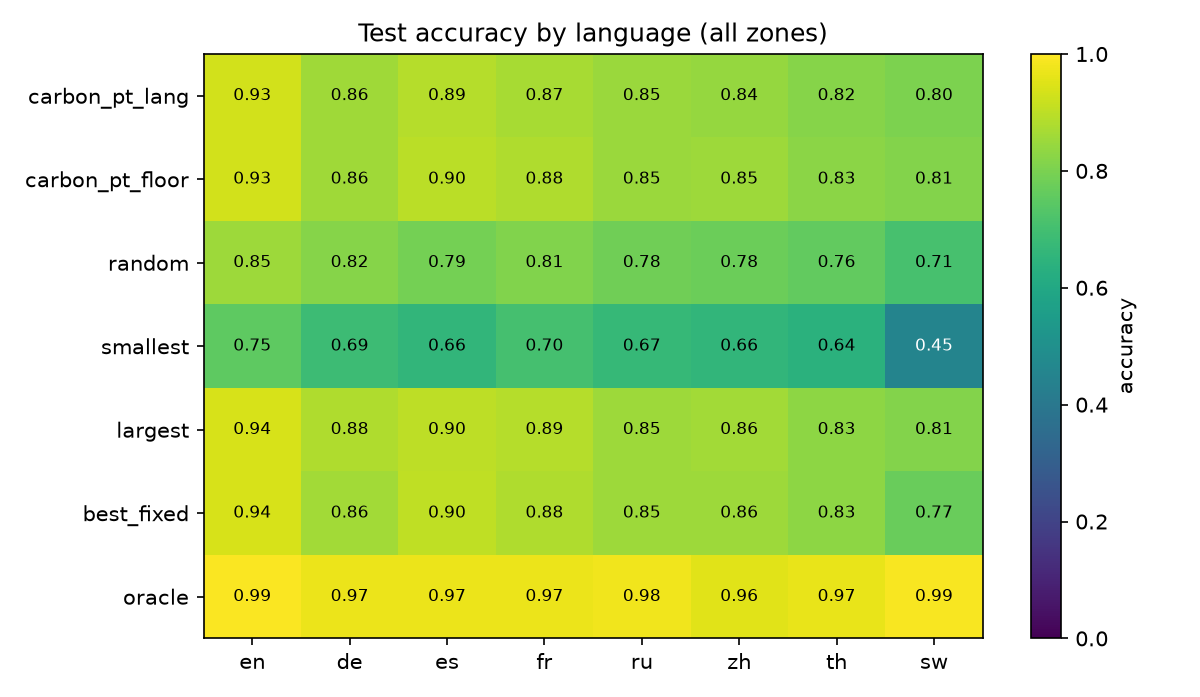 Test accuracy by language (all zones)
carbon_pt_lang 0.93 0.86 0.89 0.87 0.85 0.84 0.82 0.80
carbon_pt_floor 0.93 0.86 0.90 0.88 0.85 0.85 0.83 0.81
random 0.85 0.82 0.79 0.81 0.78 0.78 0.76 0.71
smallest 0.75 0.69 0.66 0.70 0.67 0.66 0.64 0.45
largest 0.94 0.88 0.90 0.89 0.85 0.86 0.83 0.81
best_fixed 0.94 0.86 0.90 0.88 0.85 0.86 0.83 0.77
oracle 0.99 0.97 0.97 0.97 0.98 0.96 0.97 0.99
en de es fr ru zh th sw
1.0
0.8
0.6
0.4
0.2
0.0
accuracy